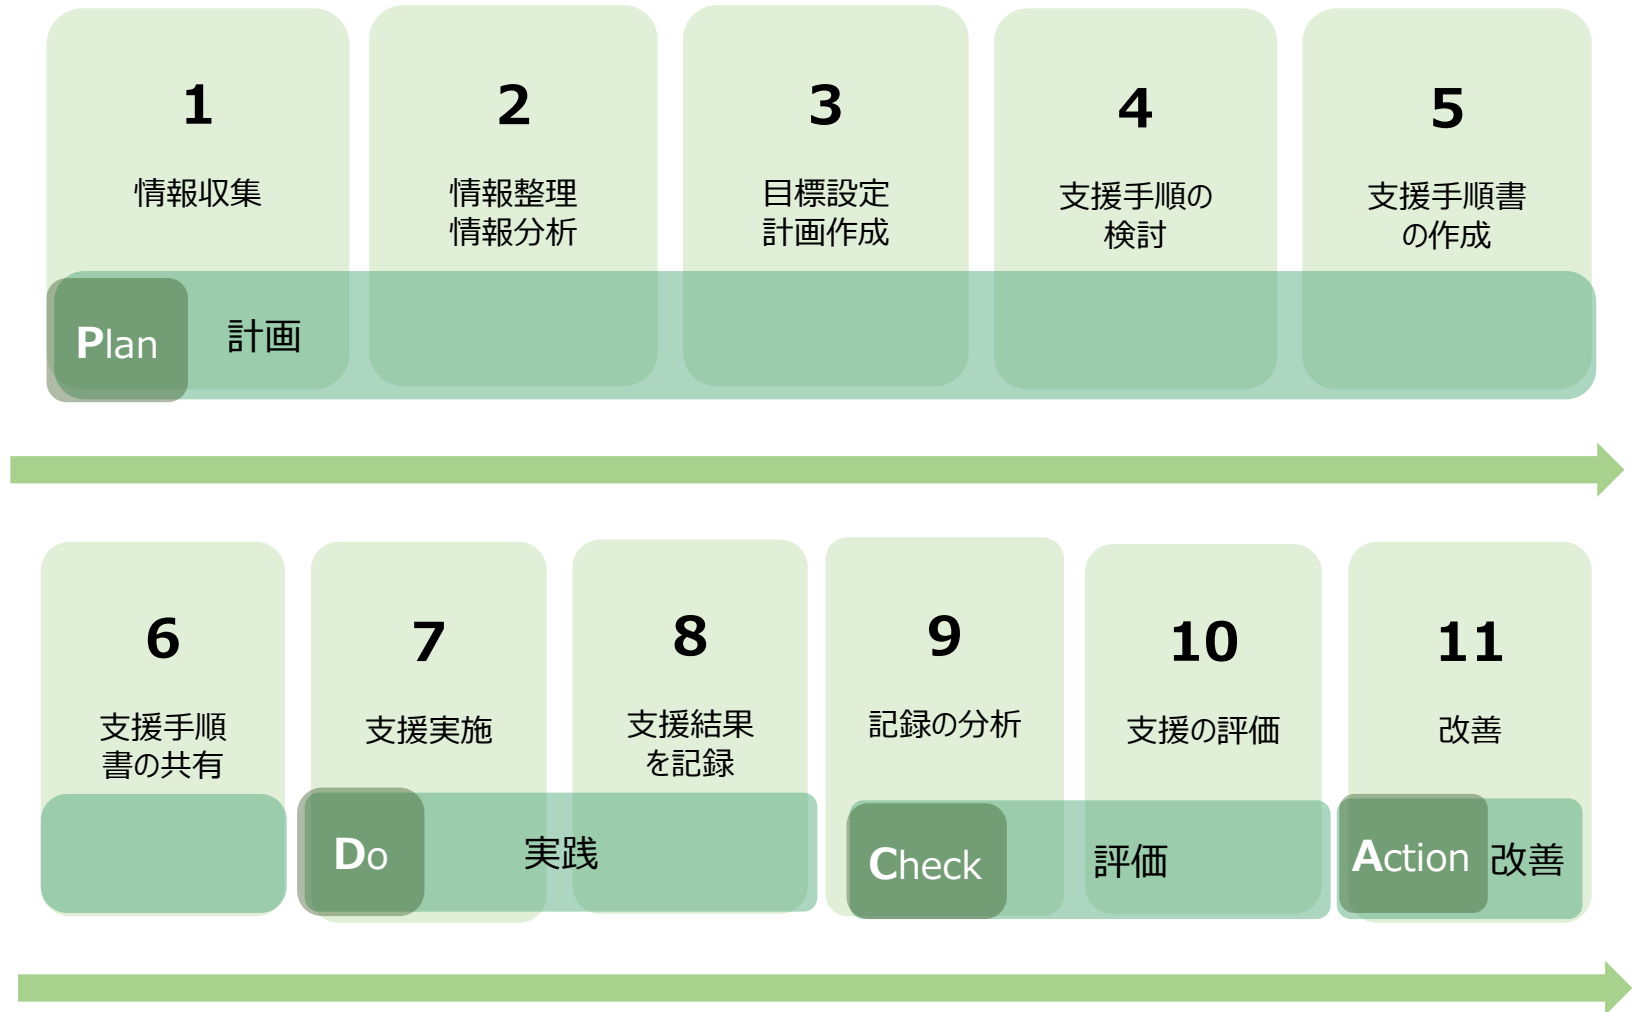 1
情報収集
2
情報整理
情報分析
3
目標設定
計画作成
4
支援手順の
検討
5
支援手順書
の作成
Plan
計画
6
支援手順
書の共有
7
支援実施
8
支援結果
を記録
9
記録の分析
10
支援の評価
11
改善
Do
実践
Check
評価
Action
改善